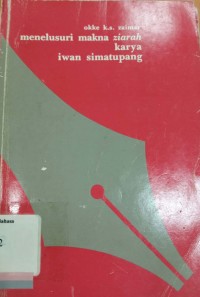 okke k.s. zaimar
menelusuri makna ziarah
karya
iwan simatupang